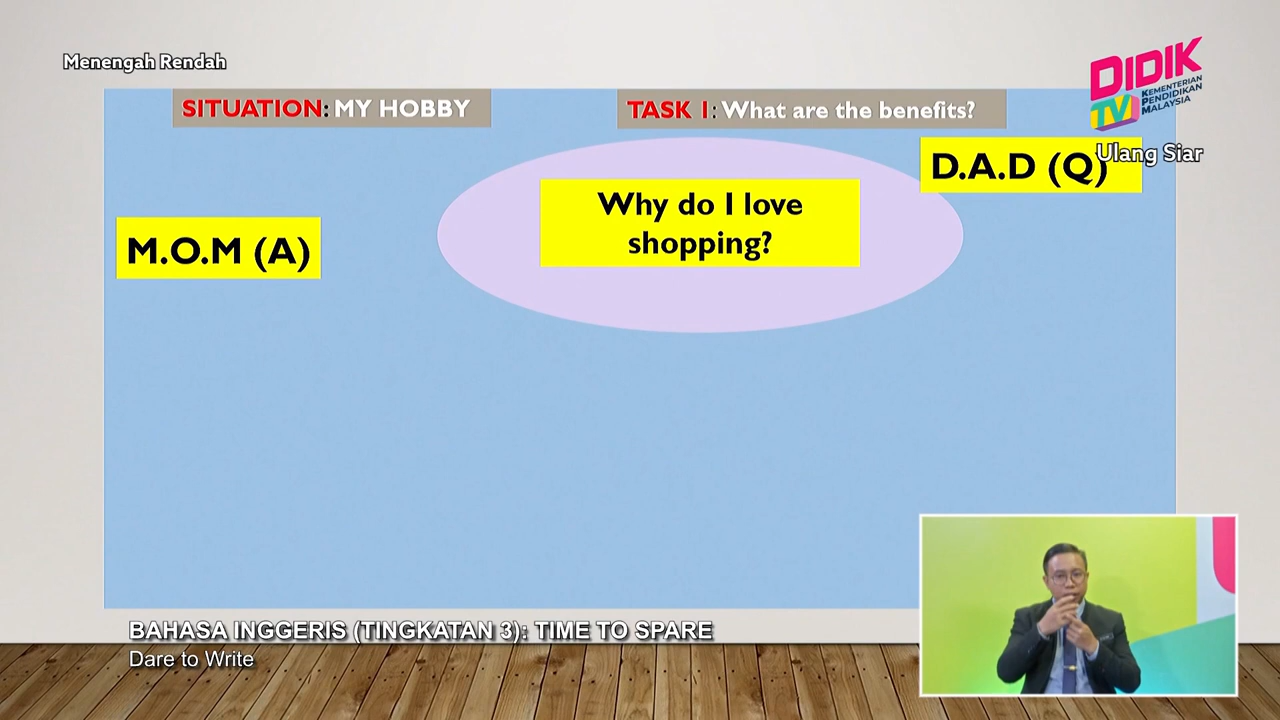 Menengah Rendah
SITUATION: MY HOBBY
TASK 1: What are the benefits?
DIDIK
TV
KEMENTERIAN
PENDIDIKAN
MALAYSIA
Ulang Siar
D.A.D (Q)
Why do I love
shopping?
M.O.M (A)
BAHASA INGGERIS (TINGKATAN 3): TIME TO SPARE
Dare to Write